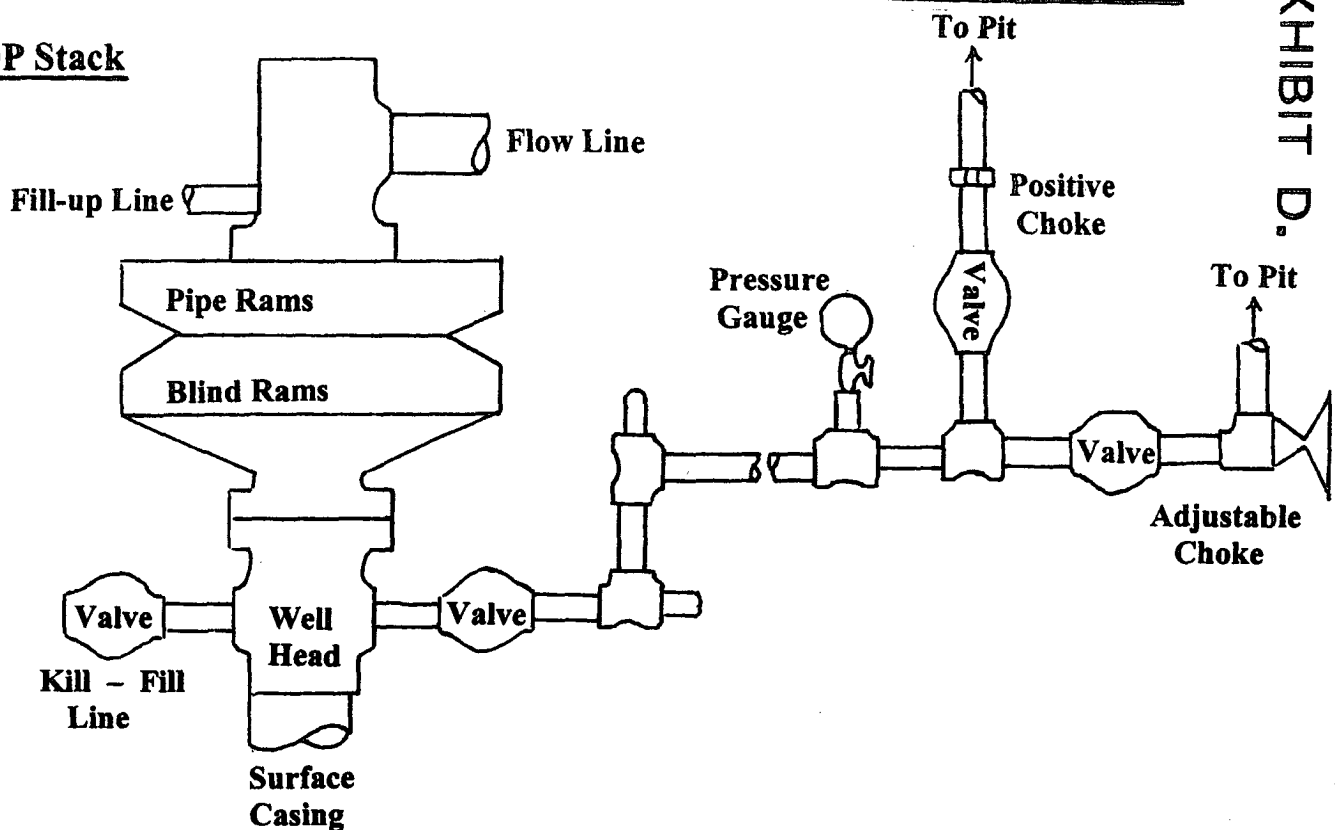 To Pit
P Stack
Flow Line
Fill-up Line
Positive
Choke
Pipe Rams
Pressure
Gauge
Valve
To Pit
Blind Rams
Valve
Adjustable
Choke
Valve
Well
Head
Valve
Kill – Fill
Line
Surface
Casing
XHIBIT D.